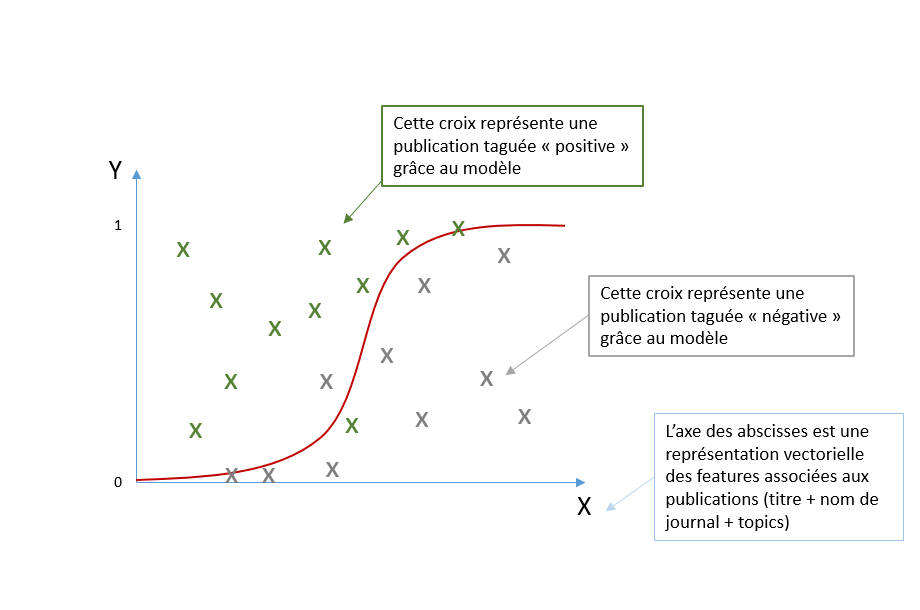 Cette croix représente une
publication taguée « positive »
grâce au modèle
Y
1
Cette croix représente une
publication taguée « négative »
grâce au modèle
L’axe des abscisses est une
représentation vectorielle
des features associées aux
publications (titre + nom de
journal + topics)
0
X